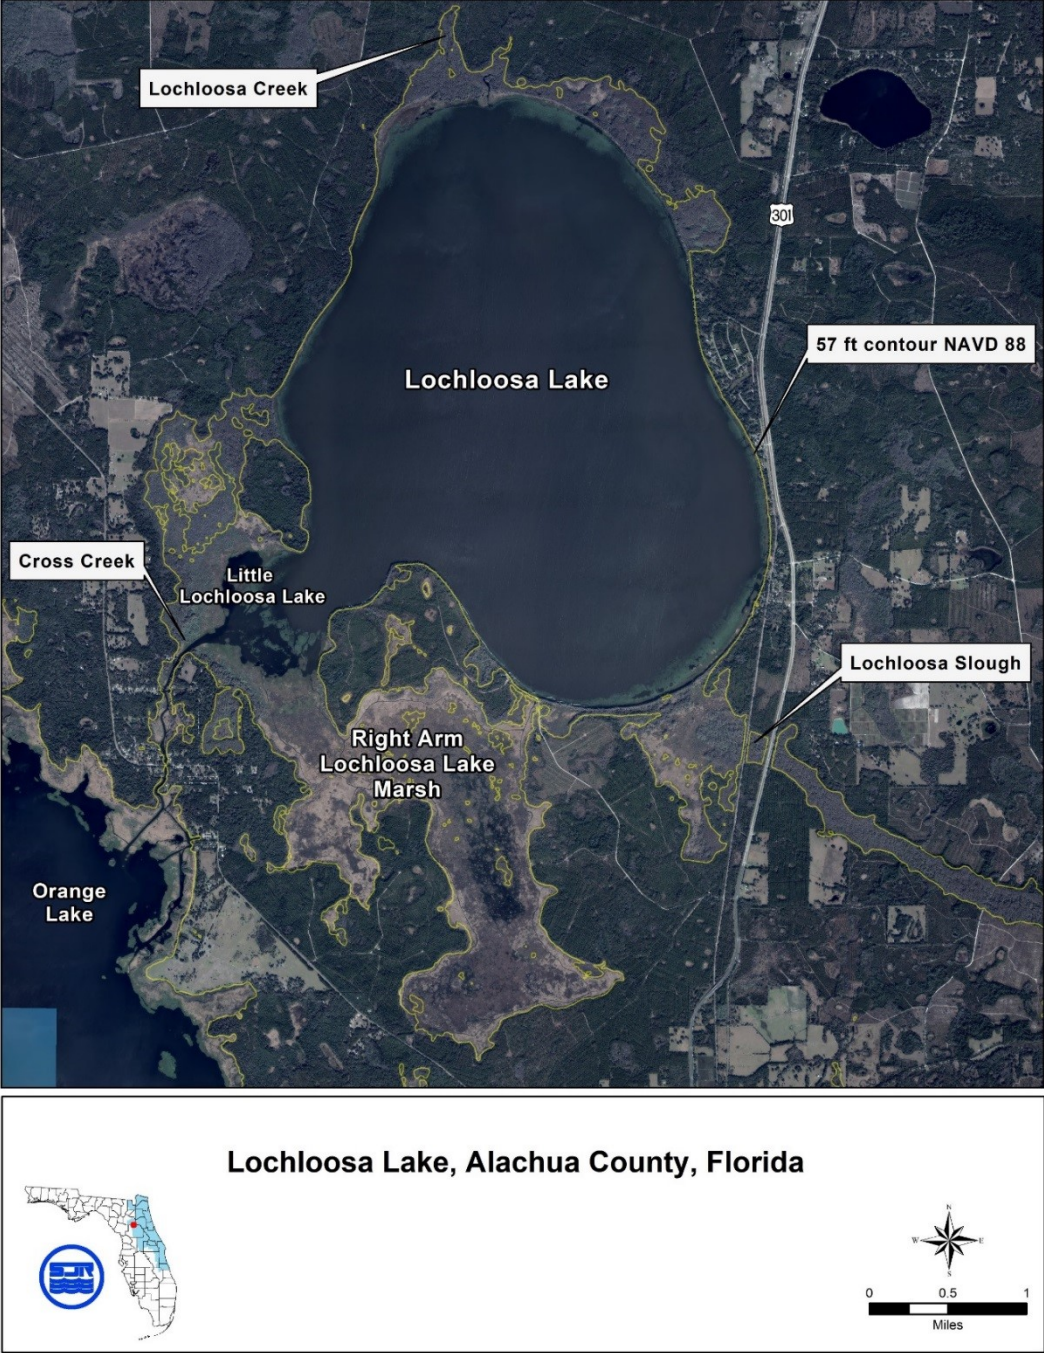 Lochloosa Creek
301
57 ft contour NAVD 88
Lochloosa Lake
Cross Creek
Little
Lochloosa Lake
Lochloosa Slough
Right Arm
Lochloosa Lake
Marsh
Orange
Lake
Lochloosa Lake, Alachua County, Florida
SJR
N
W
E
S
0
0.5
1
Miles